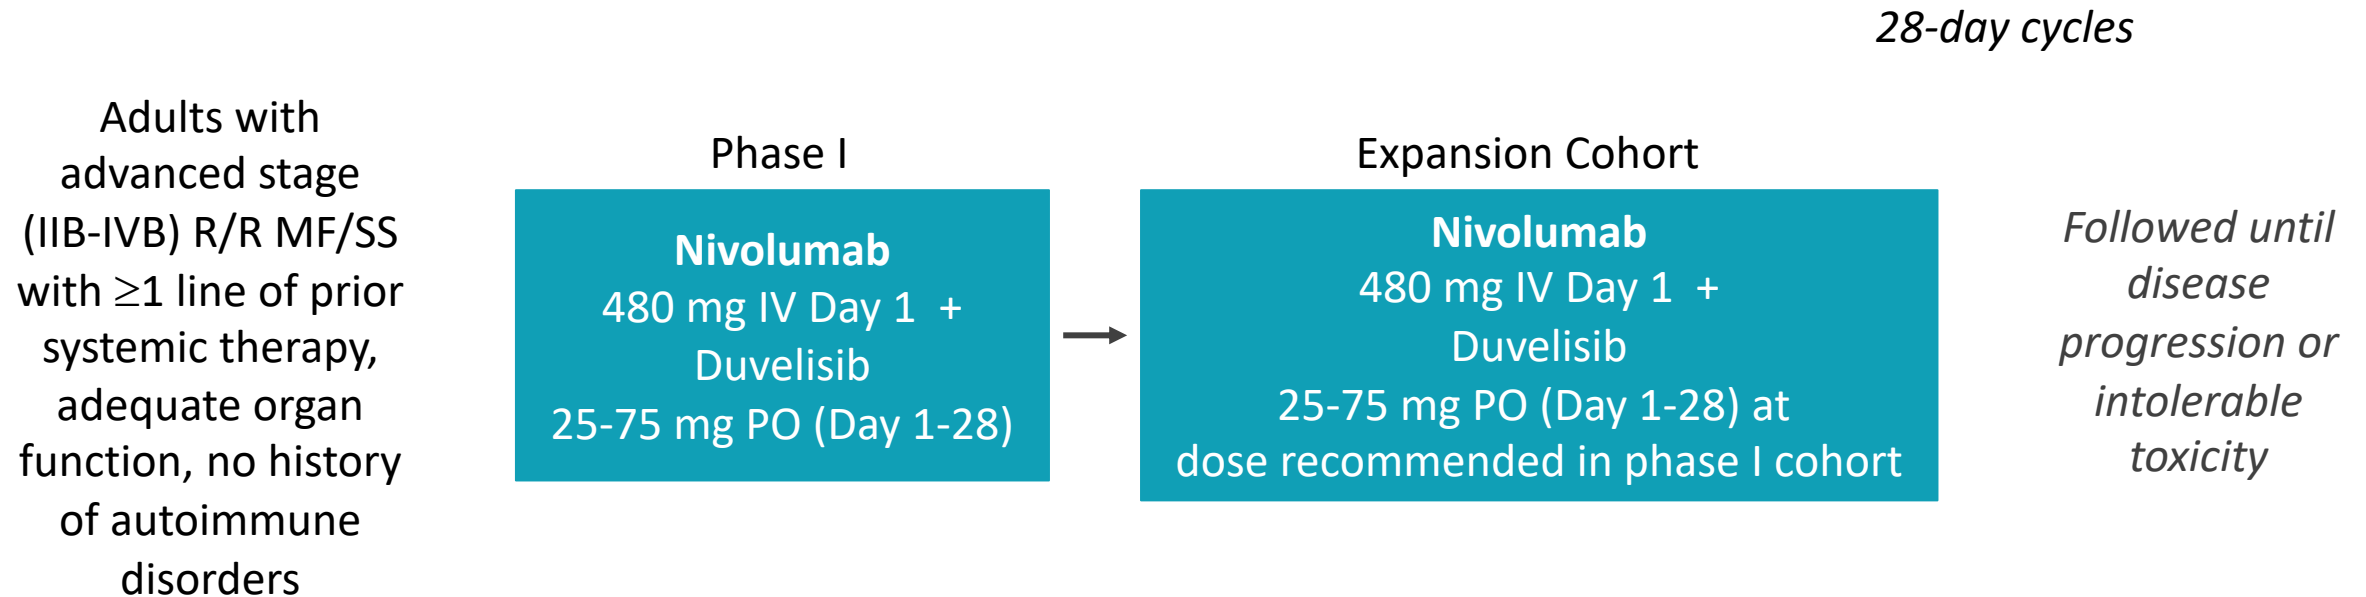 28-day cycles
Adults with
advanced stage
(IIB-IVB) R/R MF/SS
with ≥1 line of prior
systemic therapy,
adequate organ
function, no history
of autoimmune
disorders
Phase I
Nivolumab
480 mg IV Day 1 +
Duvelisib
25-75 mg PO (Day 1-28)
Expansion Cohort
Nivolumab
480 mg IV Day 1 +
Duvelisib
25-75 mg PO (Day 1-28) at
dose recommended in phase I cohort
Followed until
disease
progression or
intolerable
toxicity